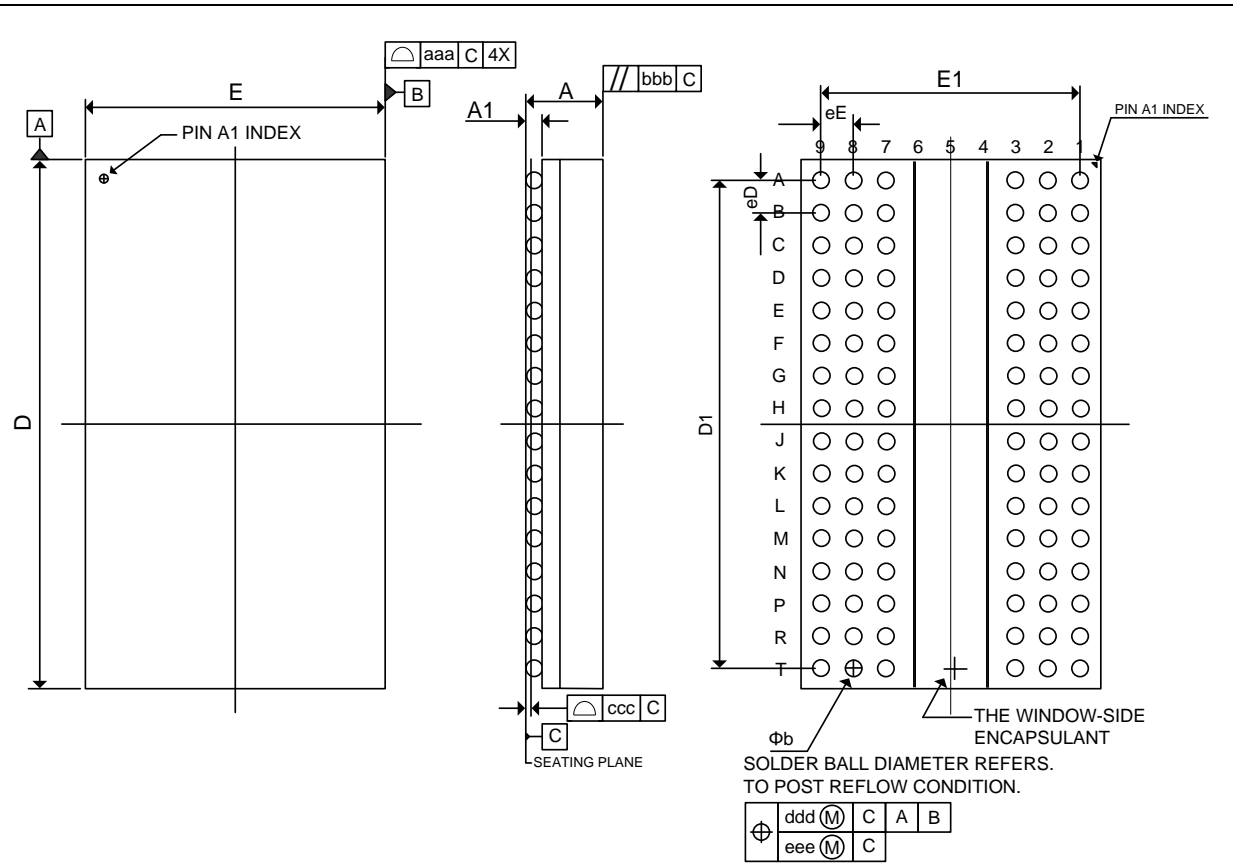 aaa C 4X
E
B
A
PIN A1 INDEX
D
A
// bbb C
A1
ccc C
C
SEATING PLANE
E1
eE
PIN A1 INDEX
9 8 7 6 5 4 3 2 1
eD
A
B
C
D
E
F
G
H
J
K
L
M
N
P
R
T
D1
THE WINDOW-SIDE
ENCAPSULANT
Φb
SOLDER BALL DIAMETER REFERS.
TO POST REFLOW CONDITION.
ddd Ⓜ C A B
eee Ⓜ C